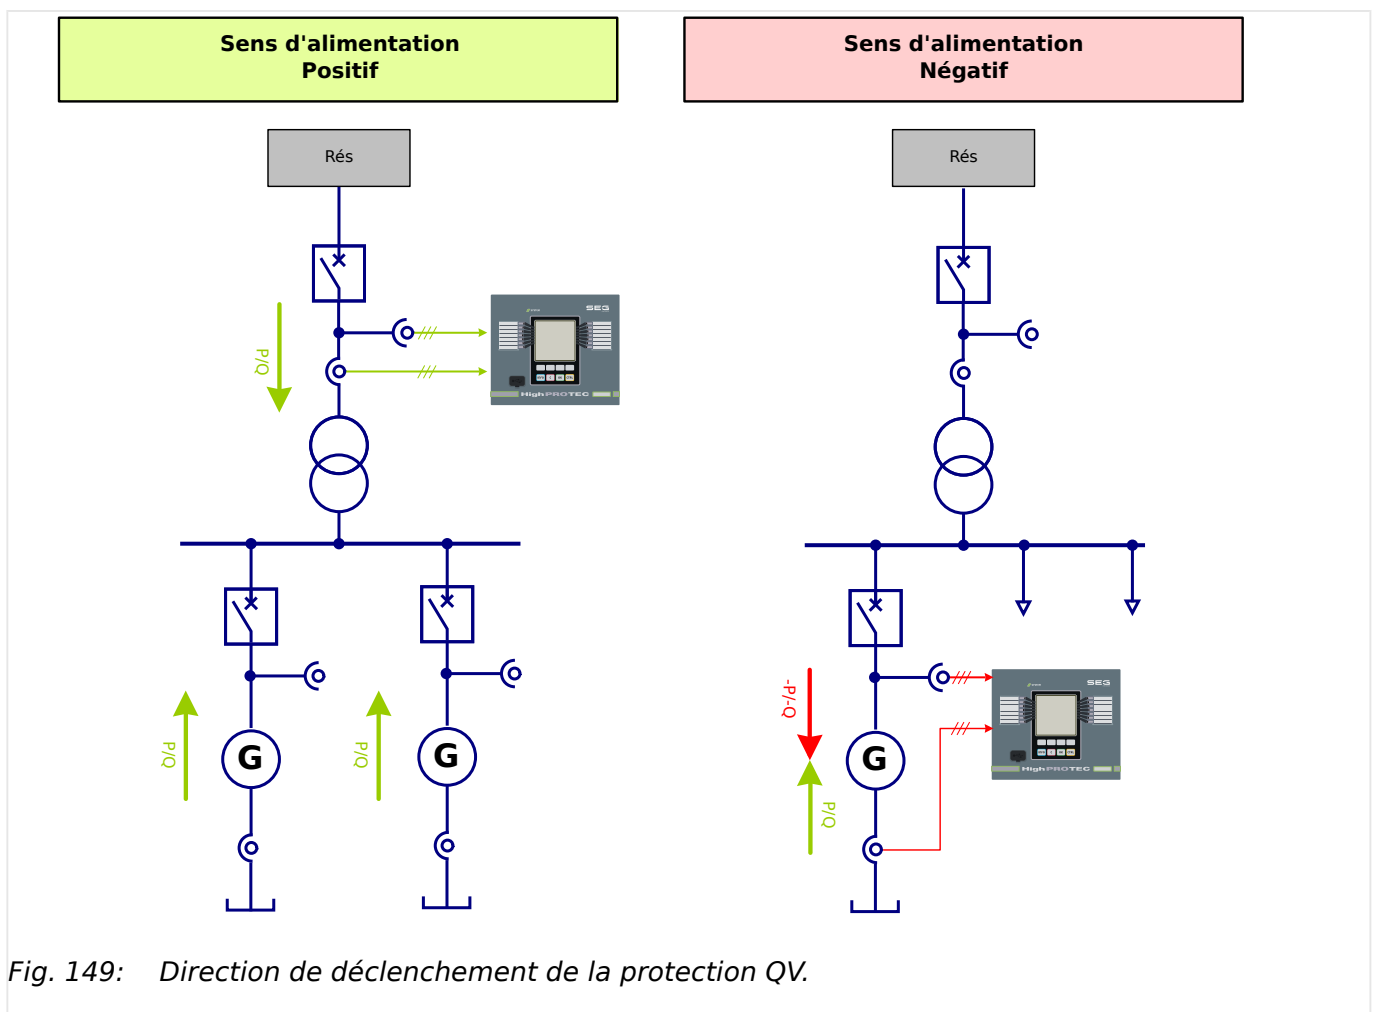 Sens d'alimentation
Positif
Sens d'alimentation
Négatif
Rés
Rés
SEG
P/Q
HighPROTEC
SEG
-P/-Q
P/Q
P/Q
G
G
G
HighPROTEC
P/Q
Fig. 149: Direction de déclenchement de la protection QV.